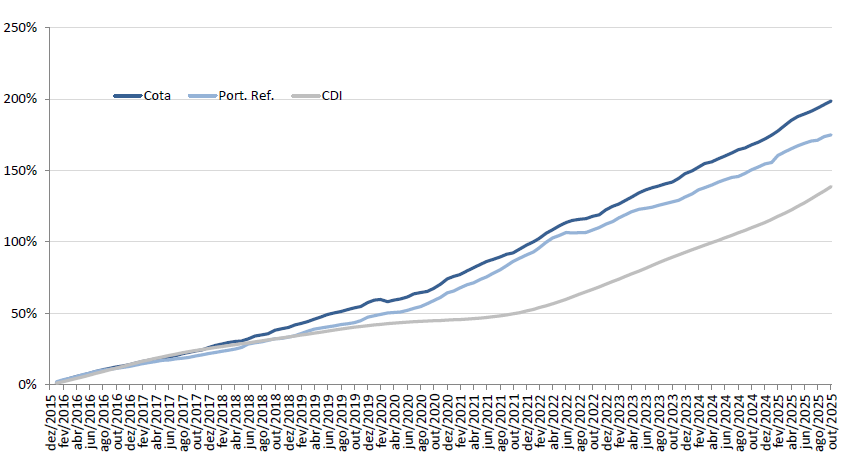 250%
200%
150%
100%
50%
0%
Cota
Port. Ref.
CDI
dez/2015
fev/2016
abr/2016
jun/2016
ago/2016
out/2016
dez/2016
fev/2017
abr/2017
jun/2017
ago/2017
out/2017
dez/2017
fev/2018
abr/2018
jun/2018
ago/2018
out/2018
dez/2018
fev/2019
abr/2019
jun/2019
ago/2019
out/2019
dez/2019
fev/2020
abr/2020
jun/2020
ago/2020
out/2020
dez/2020
fev/2021
abr/2021
jun/2021
ago/2021
out/2021
dez/2021
fev/2022
abr/2022
jun/2022
ago/2022
out/2022
dez/2022
fev/2023
abr/2023
jun/2023
ago/2023
out/2023
dez/2023
fev/2024
abr/2024
jun/2024
ago/2024
out/2024
dez/2024
fev/2025
abr/2025
jun/2025
ago/2025
out/2025